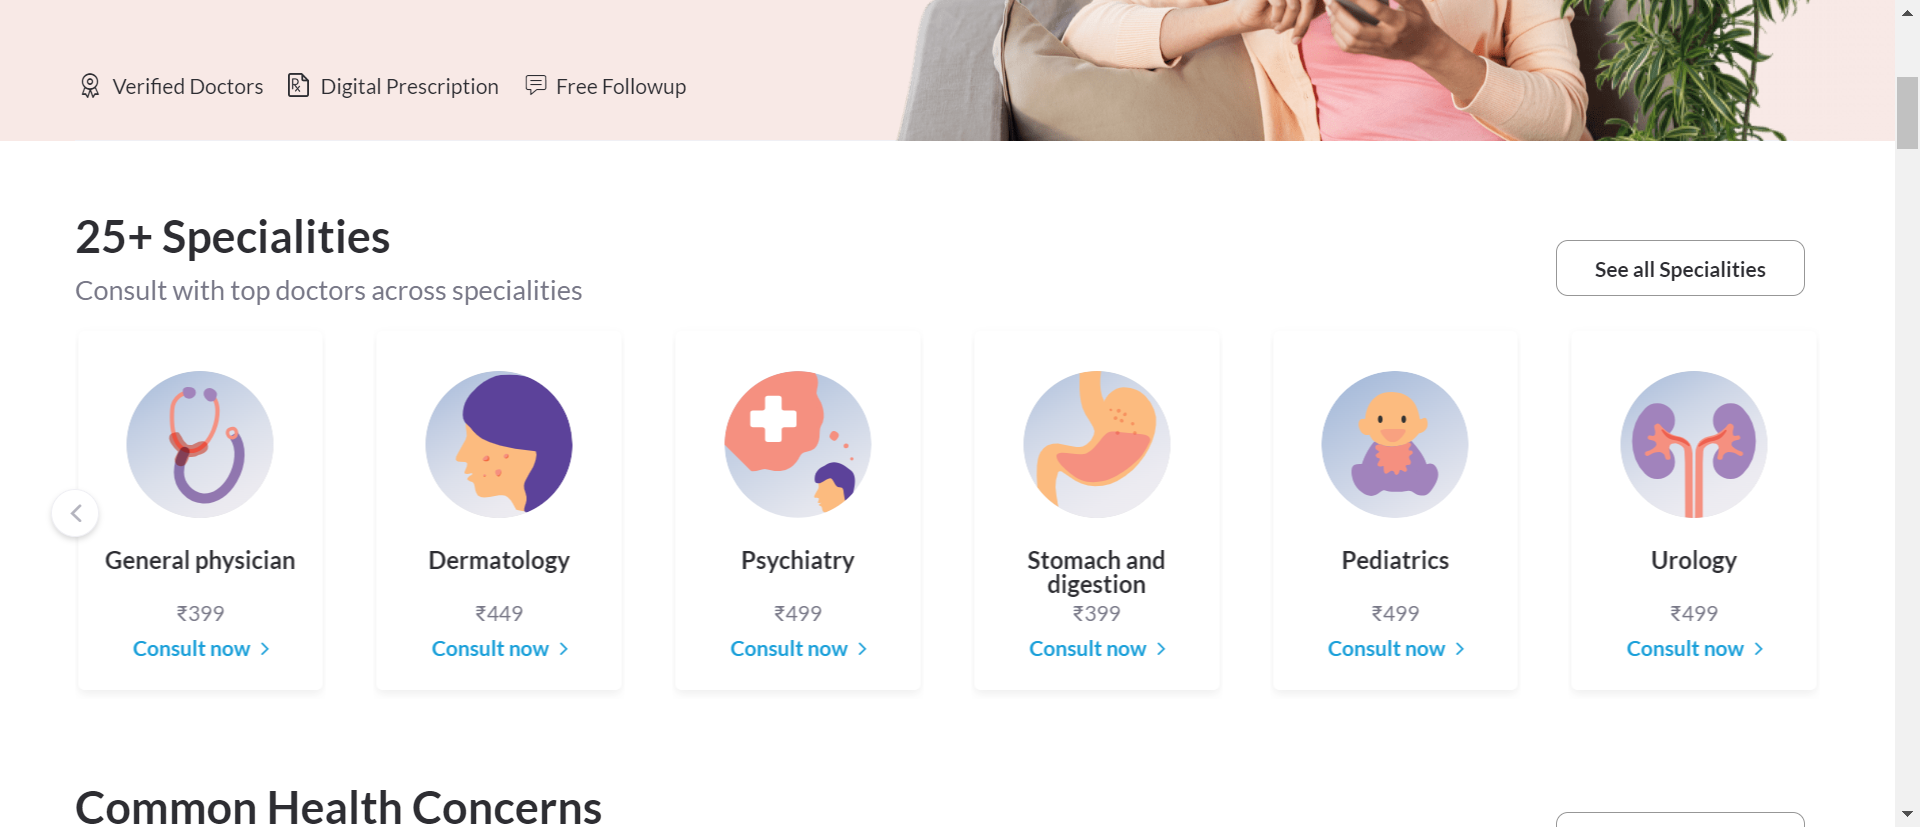 Verified Doctors
Digital Prescription
Free Followup
25+ Specialities
Consult with top doctors across specialities
See all Specialities
General physician
₹399
Consult now
Dermatology
₹449
Consult now
Psychiatry
₹499
Consult now
Stomach and
digestion
₹399
Consult now
Pediatrics
₹499
Consult now
Urology
₹499
Consult now
Common Health Concerns